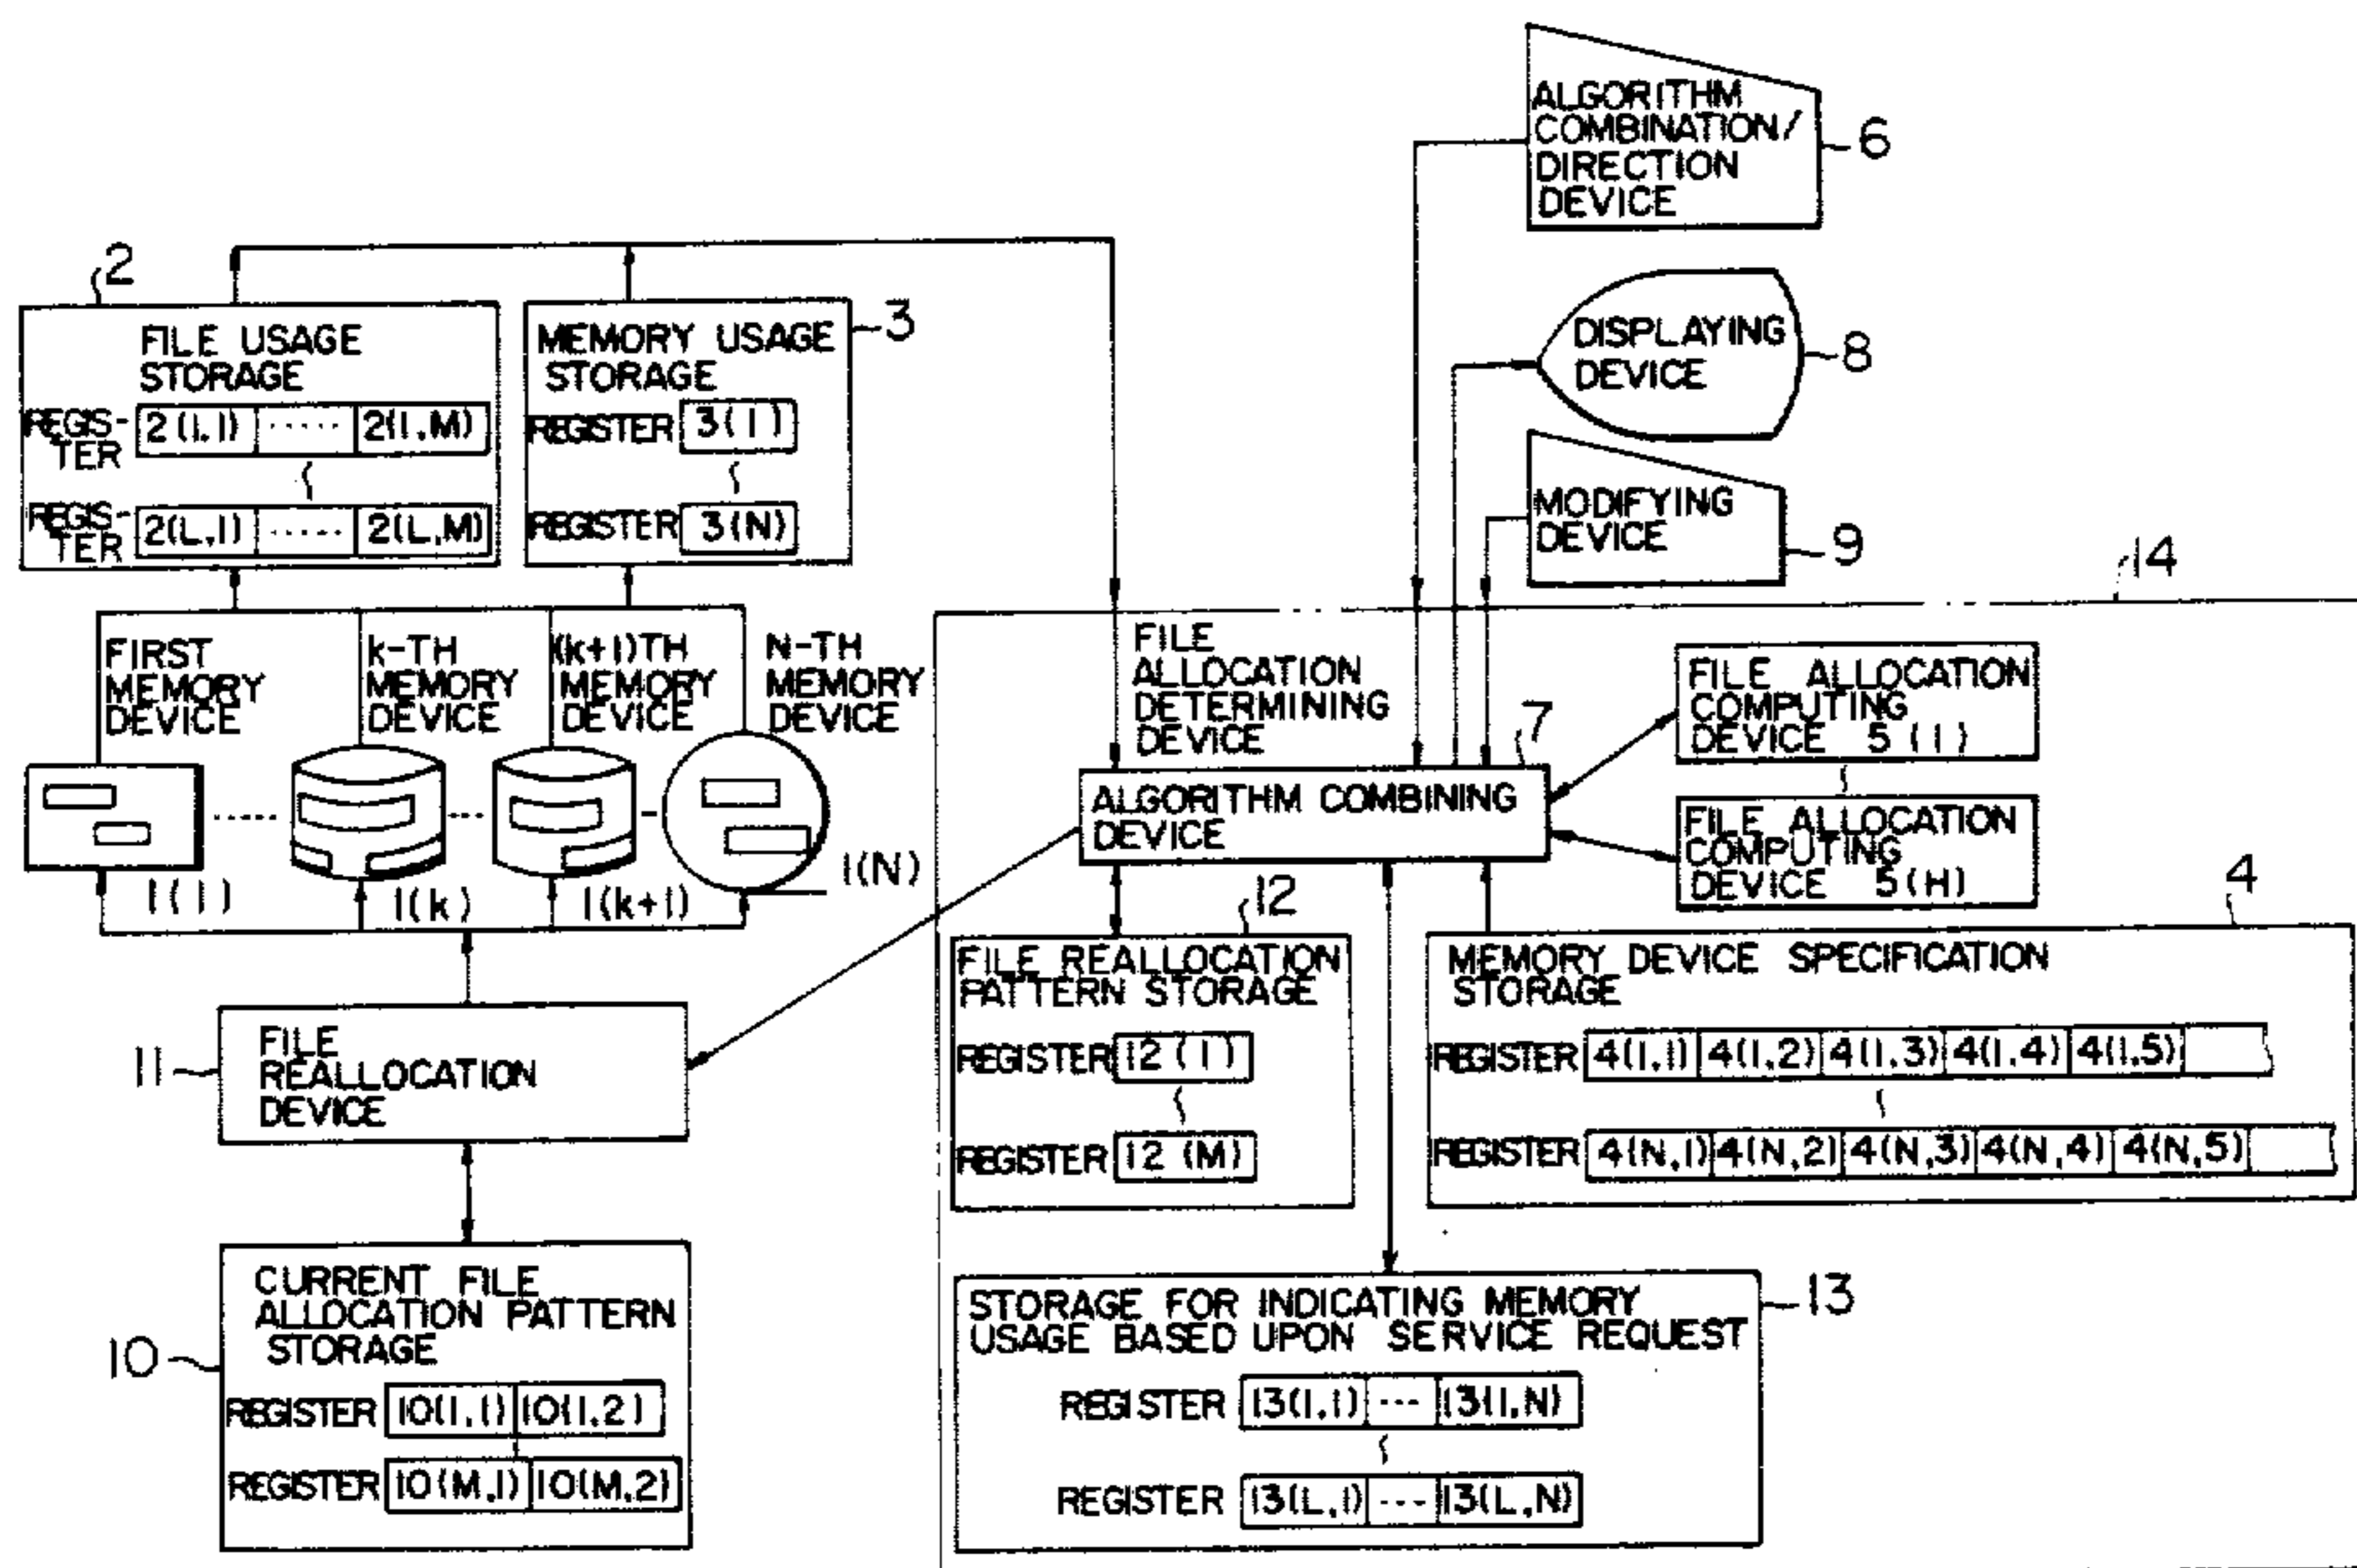 ALGORITHM
COMBINATION/
DIRECTION
DEVICE
6
DISPLAYING
DEVICE
8
MODIFYING
DEVICE
9
14
2
FILE USAGE
STORAGE
REGIS-
TER
2(1,1) ..... 2(1,M)
REGIS-
TER
2(L,1) ..... 2(L,M)
3
MEMORY USAGE
STORAGE
REGISTER 3(1)
REGISTER 3(N)
FIRST
MEMORY
DEVICE
k-TH
MEMORY
DEVICE
(k+1)TH
MEMORY
DEVICE
N-TH
MEMORY
DEVICE
1(1)
1(k)
1(k+1)
1(N)
FILE
ALLOCATION
DETERMINING
DEVICE
7
ALGORITHM COMBINING
DEVICE
FILE ALLOCATION
COMPUTING
DEVICE 5(1)
FILE ALLOCATION
COMPUTING
DEVICE 5(H)
11
FILE
REALLOCATION
DEVICE
12
FILE REALLOCATION
PATTERN STORAGE
REGISTER 12(1)
REGISTER 12(M)
4
MEMORY DEVICE SPECIFICATION
STORAGE
REGISTER 4(1,1) 4(1,2) 4(1,3) 4(1,4) 4(1,5)
REGISTER 4(N,1) 4(N,2) 4(N,3) 4(N,4) 4(N,5)
10
CURRENT FILE
ALLOCATION PATTERN
STORAGE
REGISTER 10(1,1) 10(1,2)
REGISTER 10(M,1) 10(M,2)
13
STORAGE FOR INDICATING MEMORY
USAGE BASED UPON SERVICE REQUEST
REGISTER 13(1,1) --- 13(1,N)
REGISTER 13(L,1) --- 13(L,N)